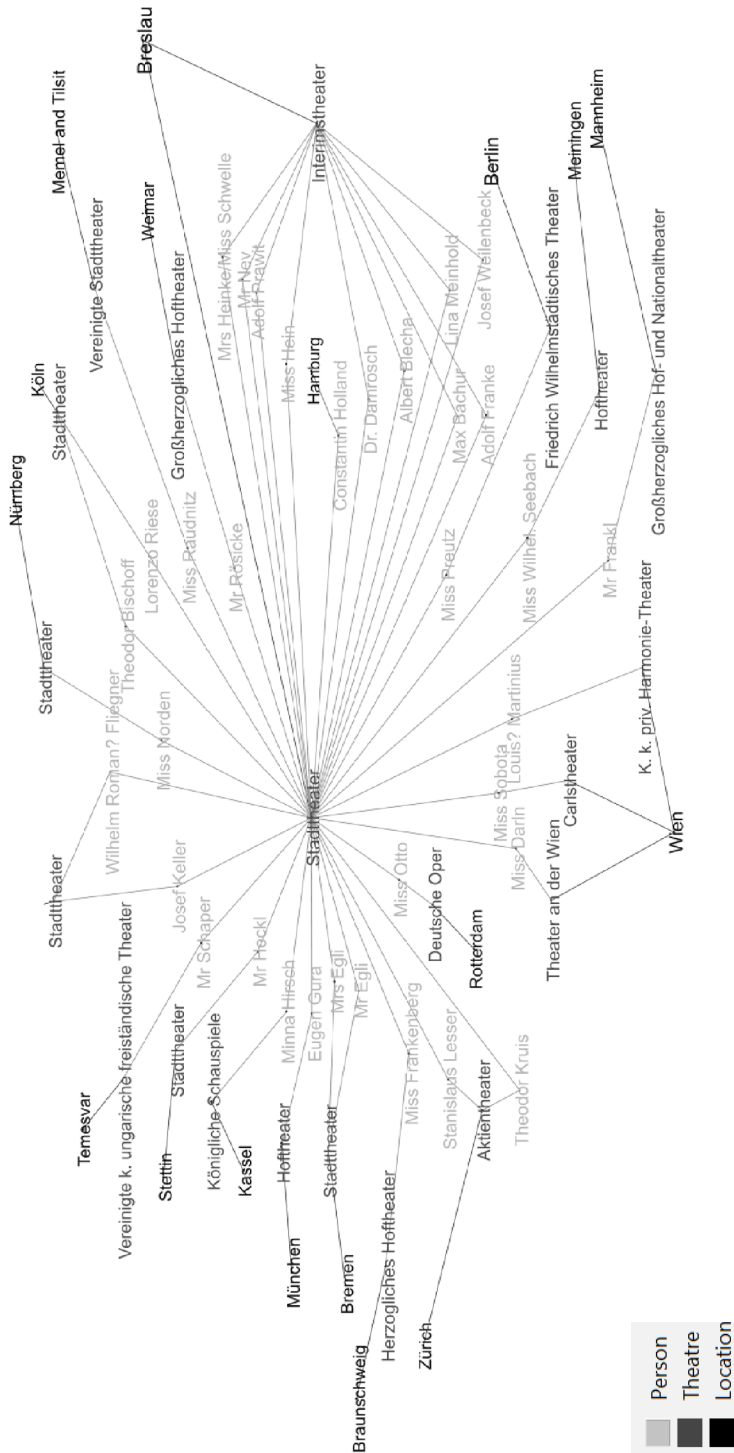 Nürnberg
Köln
Stadttheater
Stadttheater
Stadttheater
Memel and Tilsit
Temesvar
Vereinigte Stadttheater
Wilhelm Roman? Fliegner
Vereinigte k. ungarische freiständische Theater
Theodor Bischoff
Breslau
Weimar
Lorenzo Riese
Miss Norden
Stettin
Stadttheater
Großherzogliches Hoftheater
Josef Keller
Miss Raudnitz
Mr Schaper
Königliche Schauspiele
Mrs Heinke/Miss Schwelle
Mr Rösicke
Kassel
Mr Ney
Adolf Prawit
Mr Hockl
Hoftheater
Minna Hirsch
Miss Hein
München
Stadttheater
Hamburg
Eugen Gura
Interimstheater
Stadttheater
Mrs Egli
Constantin Holland
Bremen
Braunschweig
Mr Egli
Dr. Damrosch
Herzogliches Hoftheater
Miss Otto
Albert Blecha
Miss Frankenberg
Zürich
Deutsche Oper
Miss Preutz
Stanislaus Lesser
Lina Meinhold
Max Bachur
Rotterdam
Aktientheater
Josef Weilenbeck
Adolf Franke
Berlin
Miss Sobota
Louis? Martinius
Miss Darin
Theodor Kruis
Miss Wilhel. Seebach
Theater an der Wien
Friedrich Wilhelmstädtisches Theater
Carlstheater
Meiningen
Mannheim
Hoftheater
Mr Frankl
K. k. priv. Harmonie-Theater
Großherzogliches Hof- und Nationaltheater
Wien
Person
Theatre
Location